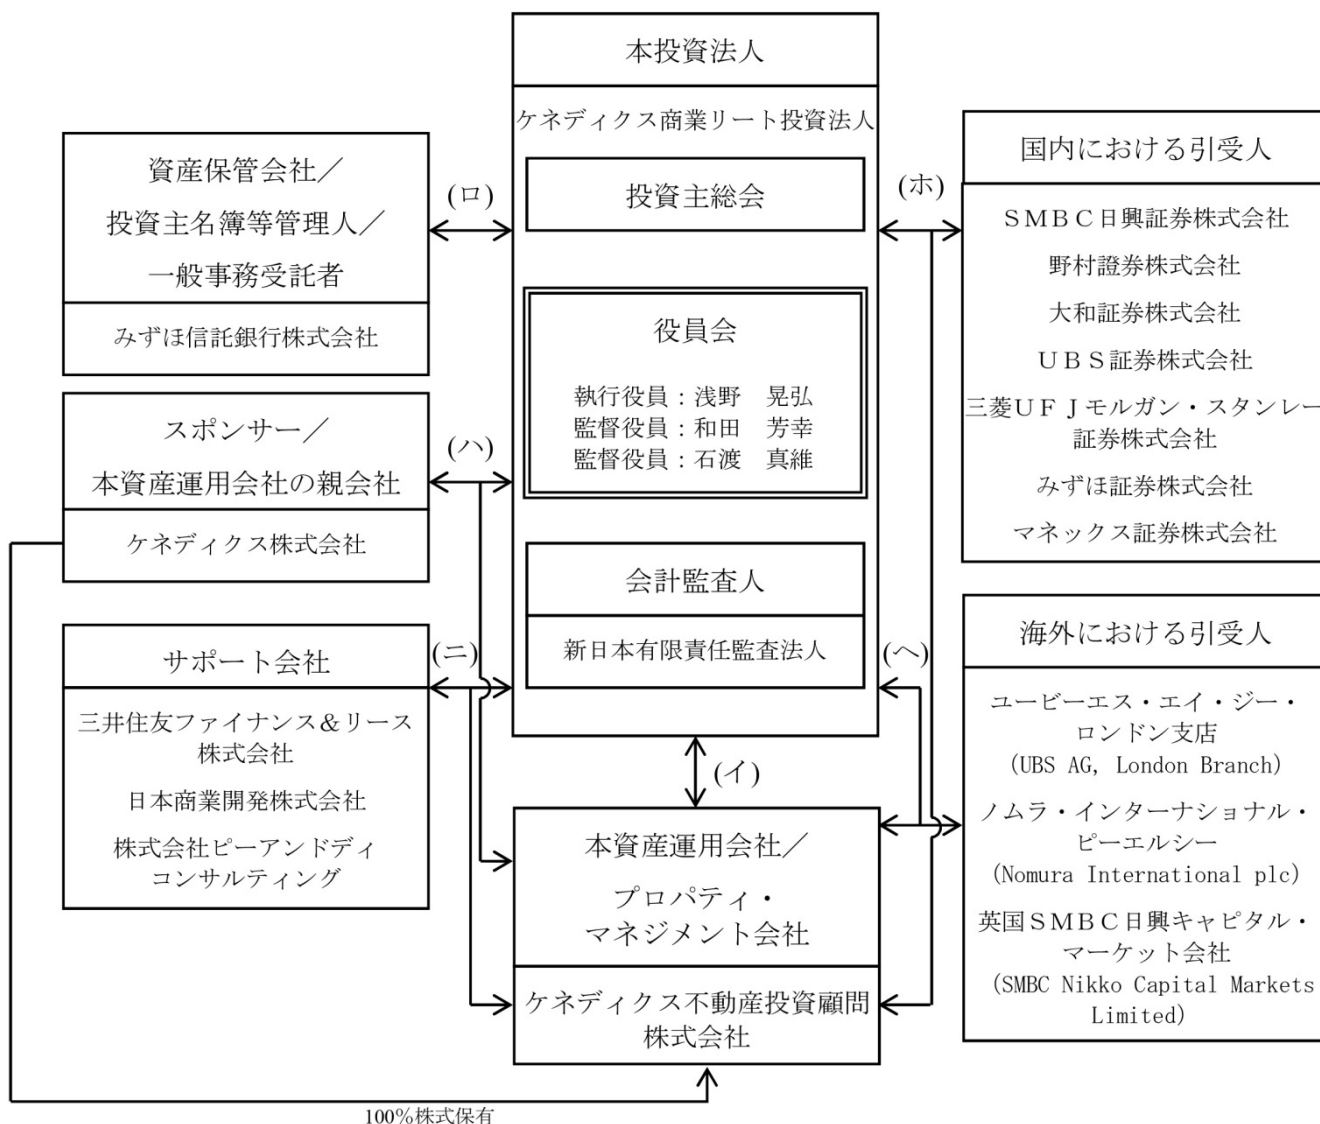 本投資法人
ケネディクス商業リート投資法人
投資主総会
役員会
執行役員：浅野　晃弘
監督役員：和田　芳幸
監督役員：石渡　真維
会計監査人
新日本有限責任監査法人
資産保管会社／
投資主名簿等管理人／
一般事務受託者
みずほ信託銀行株式会社
(ロ)
スポンサー／
本資産運用会社の親会社
ケネディクス株式会社
(ハ)
サポート会社
三井住友ファイナンス＆リース
株式会社
日本商業開発株式会社
株式会社ピーアンドディ
コンサルティング
(ニ)
(イ)
本資産運用会社／
プロパティ・
マネジメント会社
ケネディクス不動産投資顧問
株式会社
(ホ)
国内における引受人
ＳＭＢＣ日興証券株式会社
野村證券株式会社
大和証券株式会社
ＵＢＳ証券株式会社
三菱ＵＦＪモルガン・スタンレー
証券株式会社
みずほ証券株式会社
マネックス証券株式会社
(ヘ)
海外における引受人
ユービーエス・エイ・ジー・
ロンドン支店
(UBS AG, London Branch)
ノムラ・インターナショナル・
ピーエルシー
(Nomura International plc)
英国ＳＭＢＣ日興キャピタル・
マーケット会社
(SMBC Nikko Capital Markets
Limited)
100％株式保有